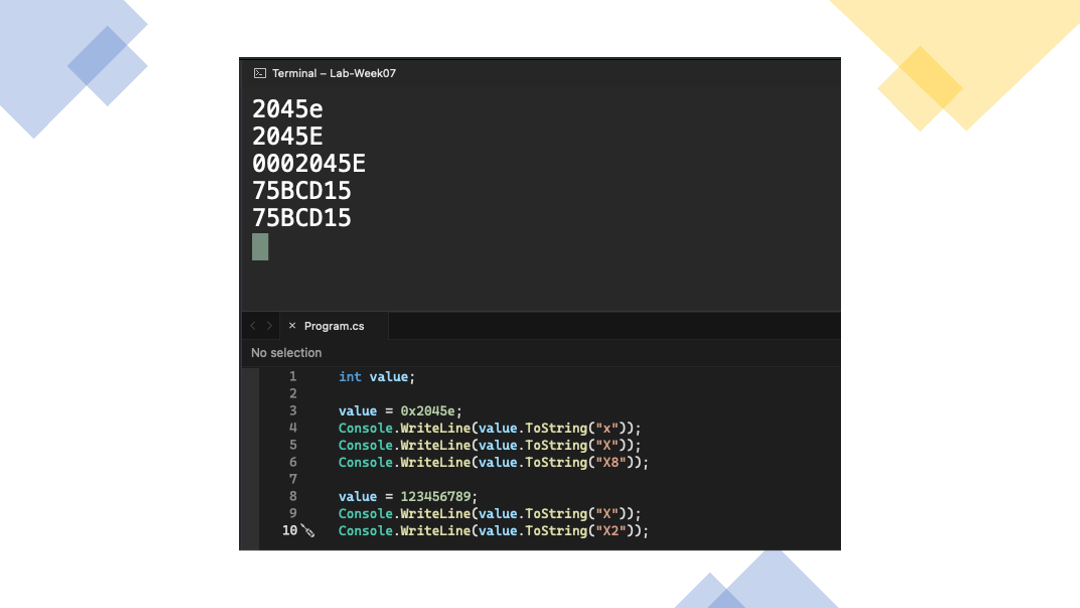 Terminal – Lab-Week07
2045e
2045E
0002045E
75BCD15
75BCD15
Program.cs
No selection
1 int value;
2
3 value = 0x2045e;
4 Console.WriteLine(value.ToString("x"));
5 Console.WriteLine(value.ToString("X"));
6 Console.WriteLine(value.ToString("X8"));
7
8 value = 123456789;
9 Console.WriteLine(value.ToString("X"));
10 Console.WriteLine(value.ToString("X2"));